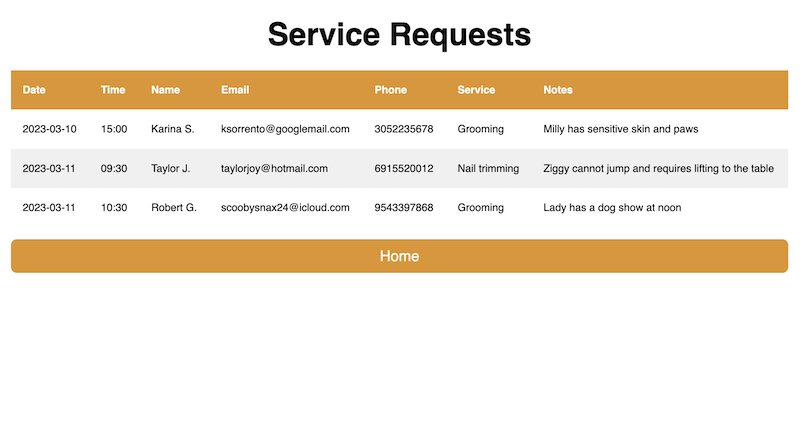 Service Requests
Date Time Name Email Phone Service Notes
2023-03-10 15:00 Karina S. ksorrento@googlemail.com 3052235678 Grooming Milly has sensitive skin and paws
2023-03-11 09:30 Taylor J. taylorjoy@hotmail.com 6915520012 Nail trimming Ziggy cannot jump and requires lifting to the table
2023-03-11 10:30 Robert G. scoobysnax24@icloud.com 9543397868 Grooming Lady has a dog show at noon
Home